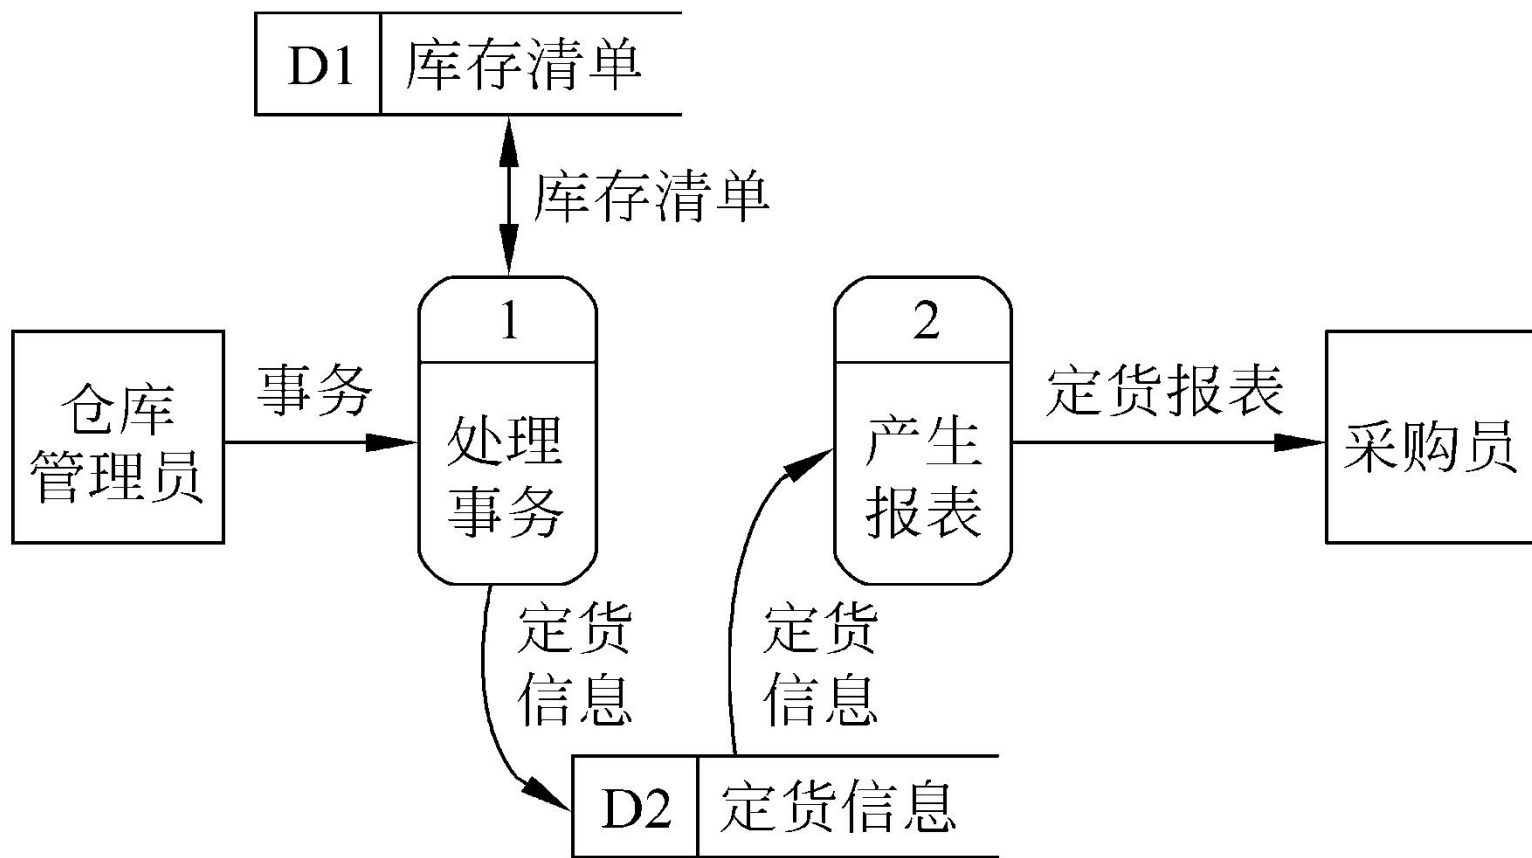 D1 库存清单
库存清单
1
2
仓库
管理员
事务
处理
事务
产生
报表
定货报表
采购员
定货
信息
定货
信息
D2 定货信息